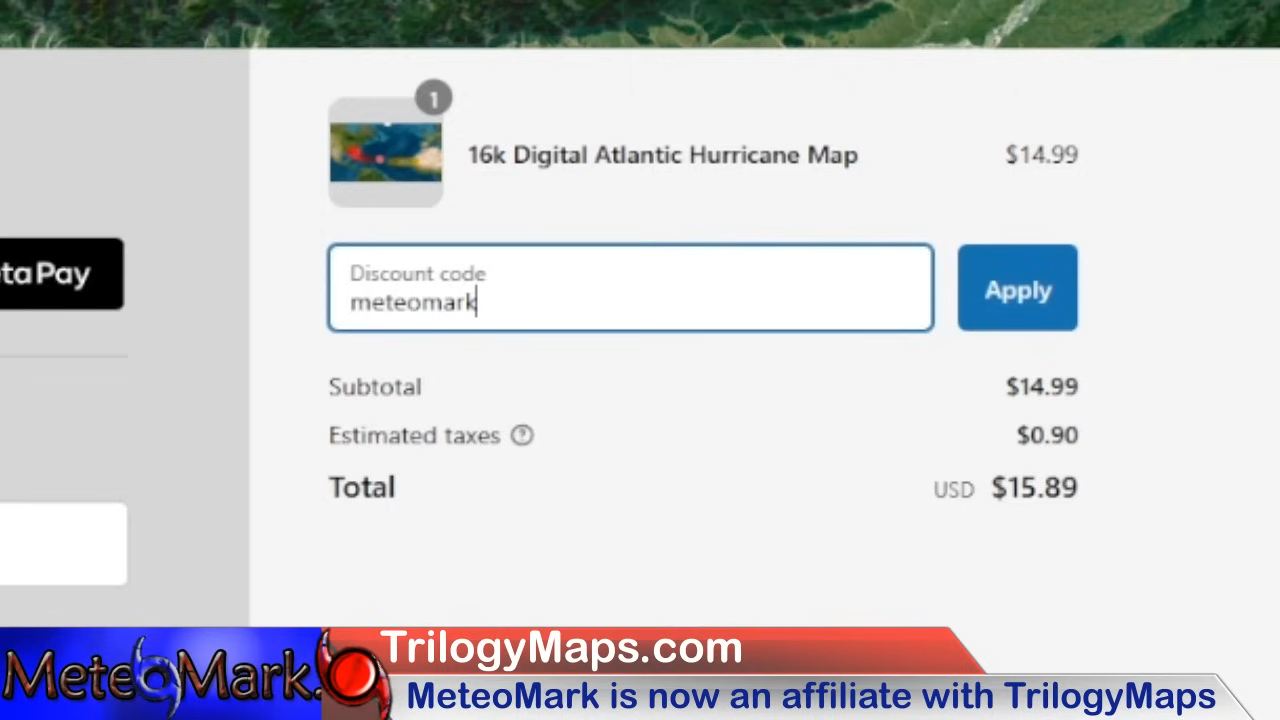 1
16k Digital Atlantic Hurricane Map $14.99
taPay
Discount code
meteomark
Apply
Subtotal $14.99
Estimated taxes ? $0.90
Total USD $15.89
TrilogyMaps.com
MeteoMark.
MeteoMark is now an affiliate with TrilogyMaps